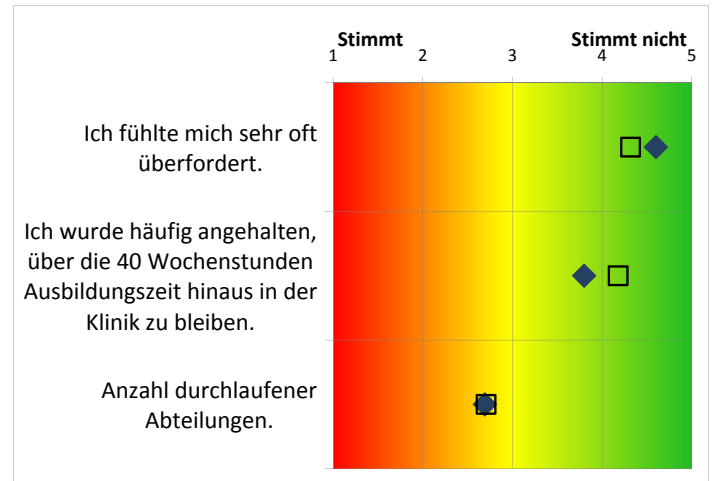 Stimmt Stimmt nicht
1 2 3 4 5
Ich fühlte mich sehr oft
überfordert.
Ich wurde häufig angehalten,
über die 40 Wochenstunden
Ausbildungszeit hinaus in der
Klinik zu bleiben.
Anzahl durchlaufener
Abteilungen.